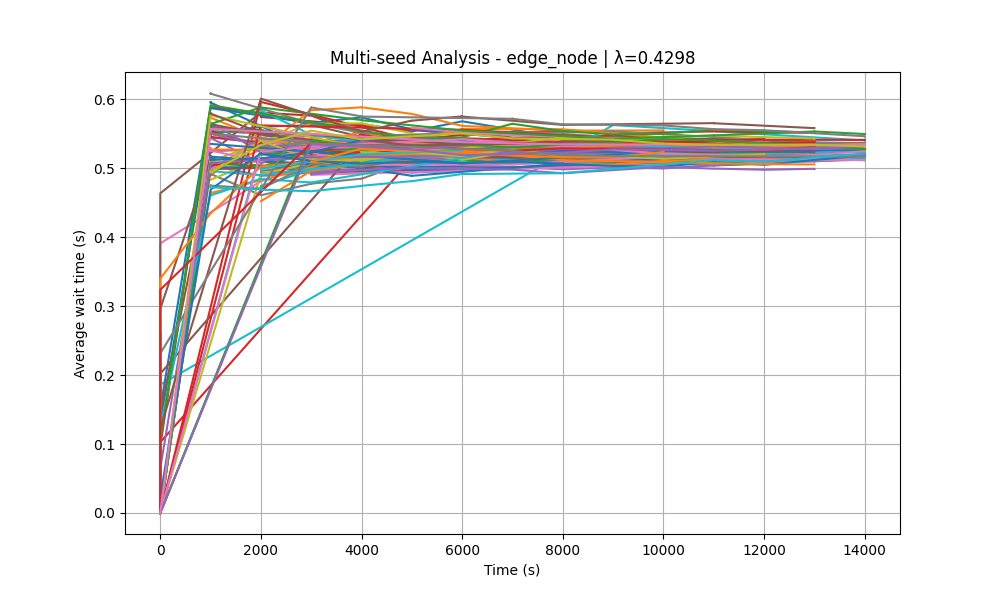 Multi-seed Analysis - edge_node | λ=0.4298
Average wait time (s)
0.6
0.5
0.4
0.3
0.2
0.1
0.0
0 2000 4000 6000 8000 10000 12000 14000
Time (s)